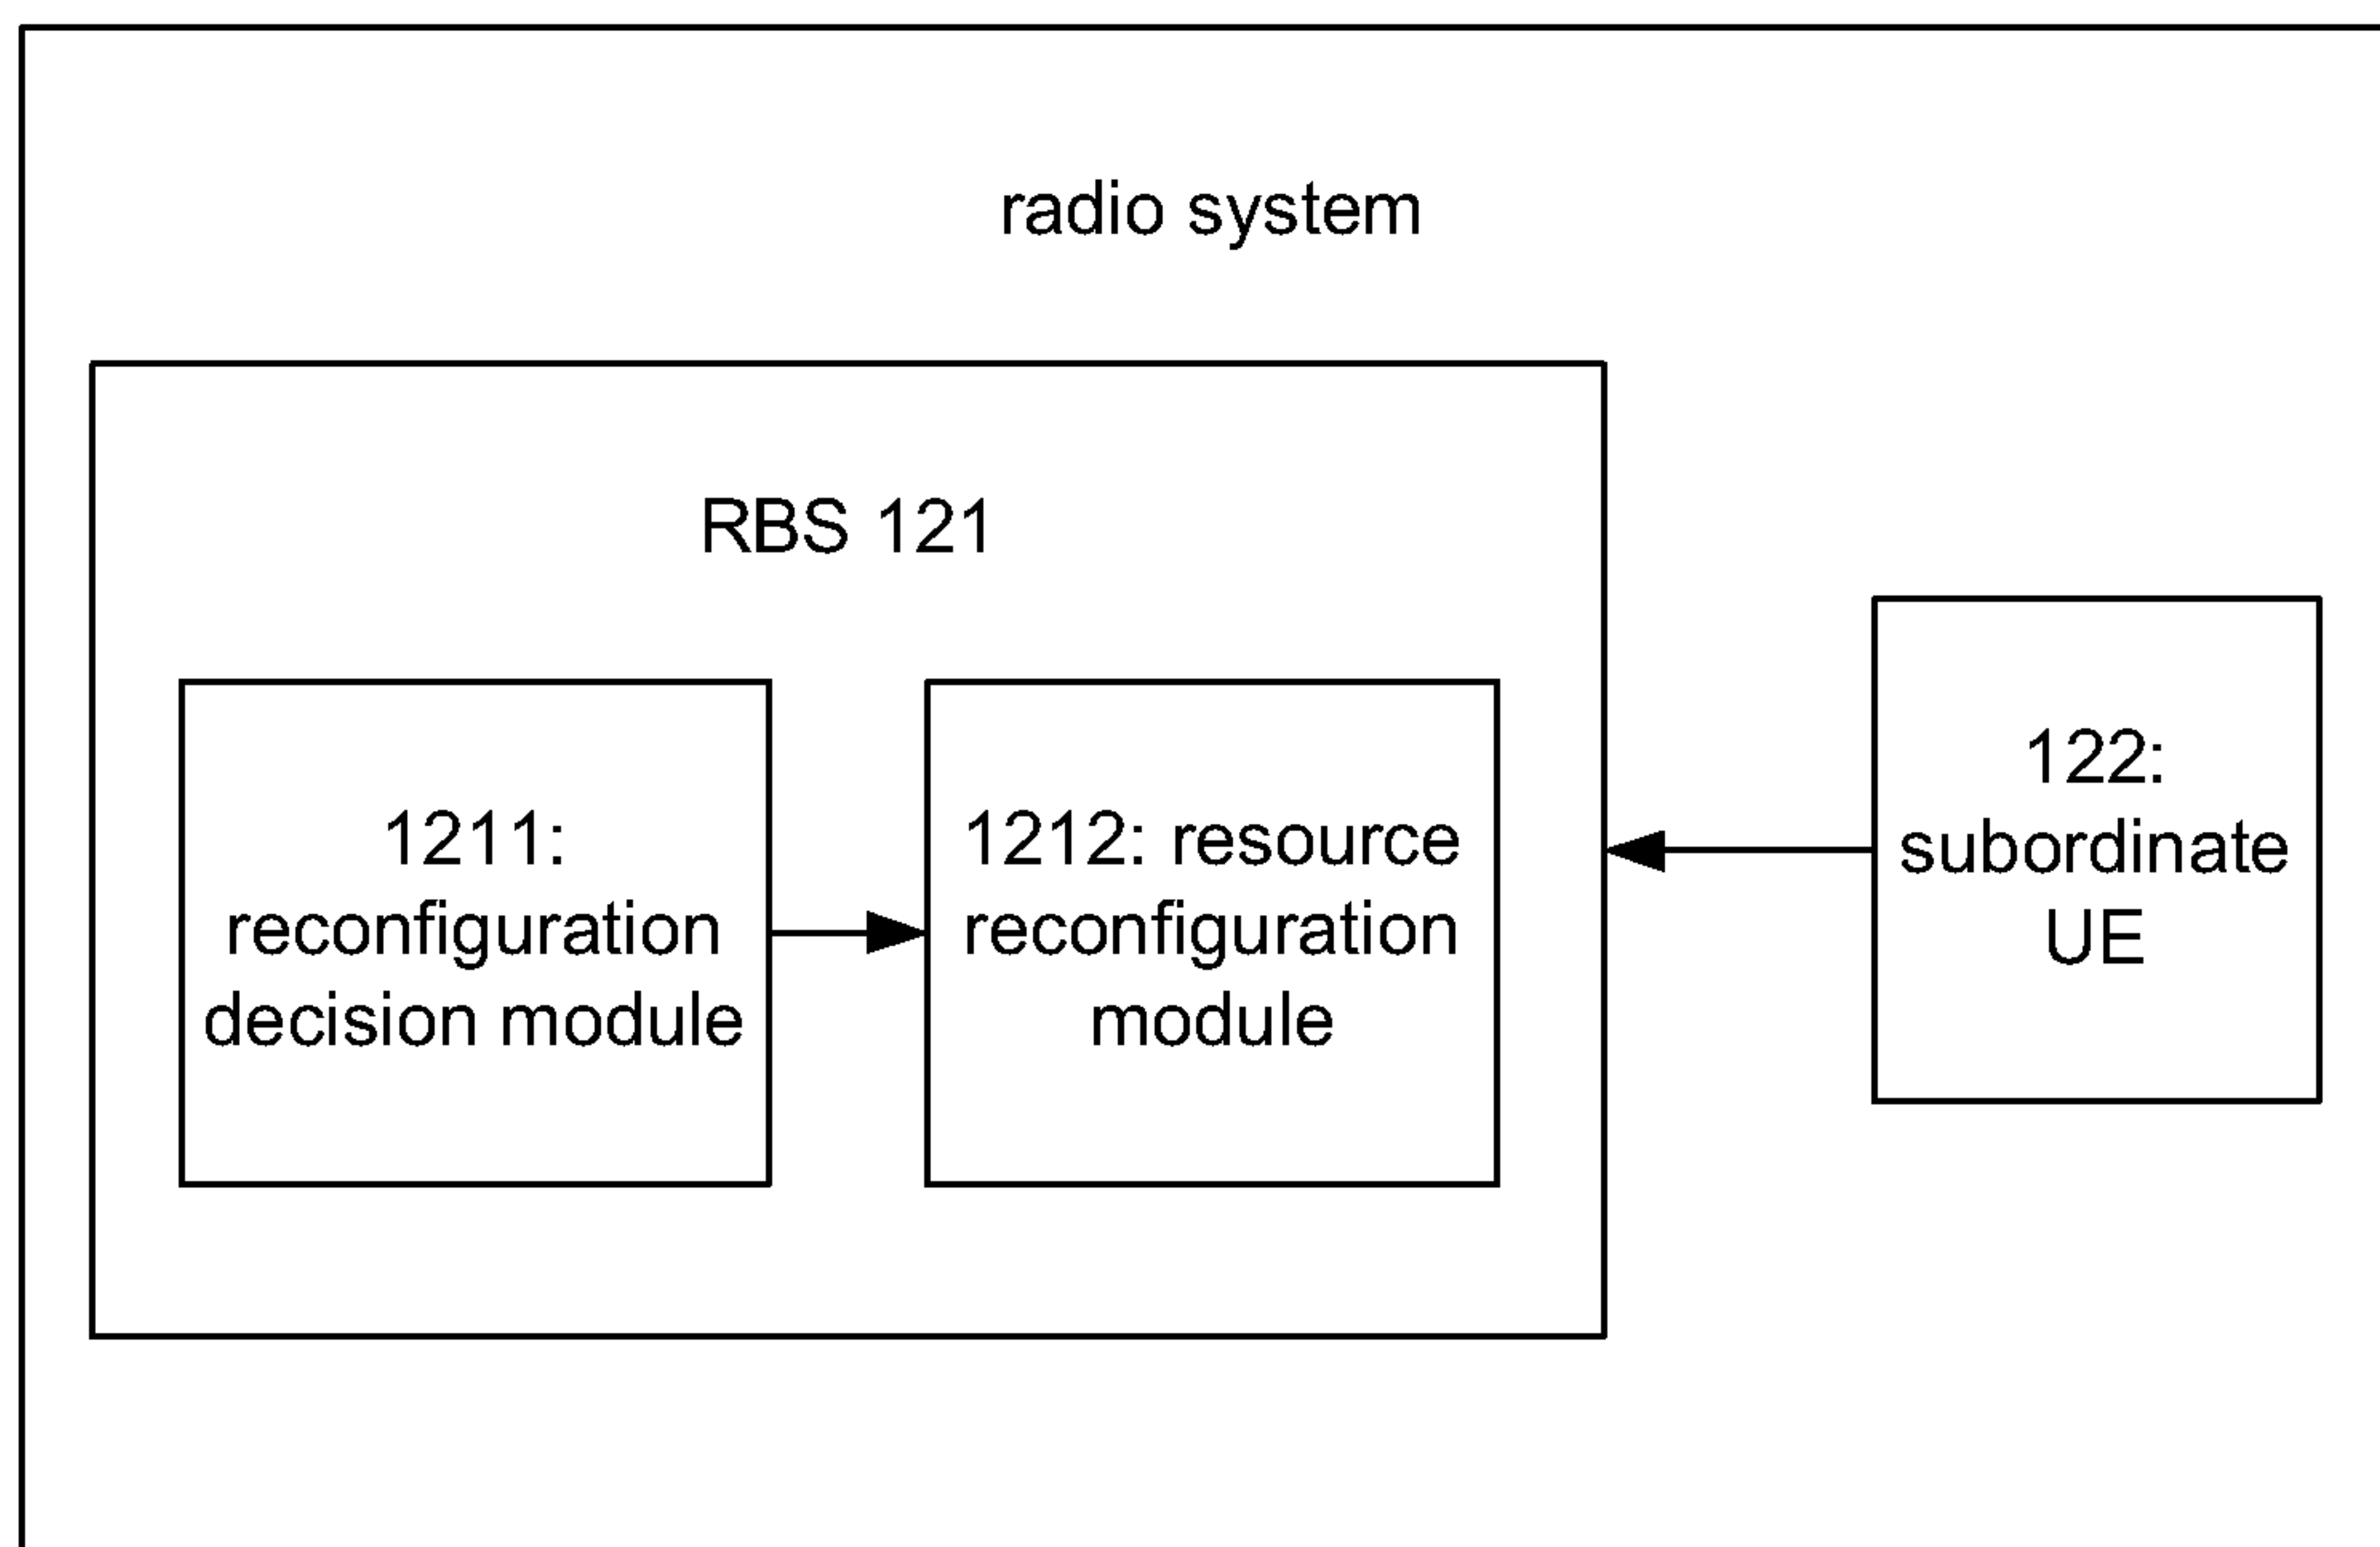 radio system
RBS 121
1211:
reconfiguration
decision module
1212: resource
reconfiguration
module
122:
subordinate
UE